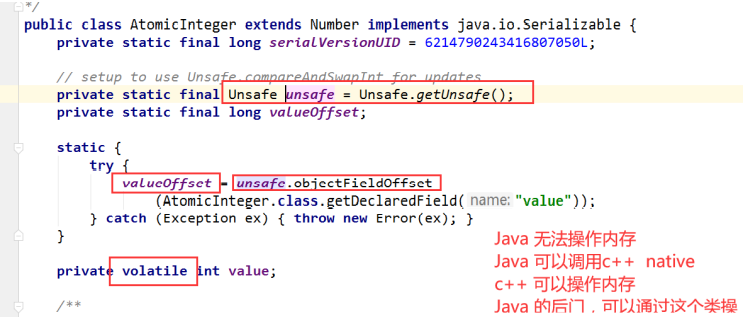 */
public class AtomicInteger extends Number implements java.io.Serializable {
private static final long serialVersionUID = 6214790243416807050L;
// setup to use Unsafe.compareAndSwapInt for updates
private static final Unsafe unsafe = Unsafe.getUnsafe();
private static final long valueOffset;
static {
try {
valueOffset = unsafe.objectFieldOffset
(AtomicInteger.class.getDeclaredField( name: "value"));
} catch (Exception ex) { throw new Error(ex); }
}
Java 无法操作内存
Java 可以调用c++ native
private volatile int value;
c++ 可以操作内存
Java 的后门，可以通过这个类操
/**